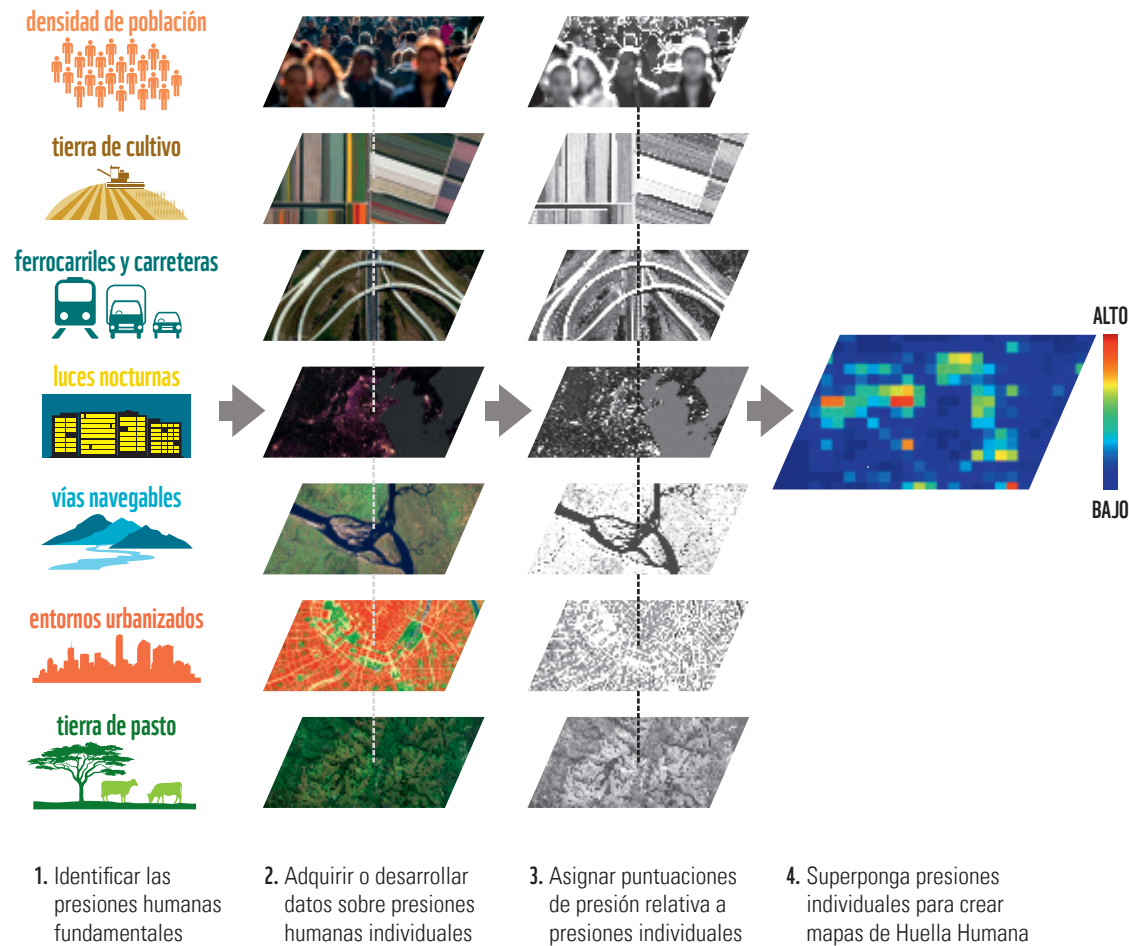 densidad de población
tierra de cultivo
ferrocarriles y carreteras
luces nocturnas
vías navegables
entornos urbanizados
tierra de pasto
ALTO
BAJO
1. Identificar las
presiones humanas
fundamentales
2. Adquirir o desarrollar
datos sobre presiones
humanas individuales
3. Asignar puntuaciones
de presión relativa a
presiones individuales
4. Superponga presiones
individuales para crear
mapas de Huella Humana